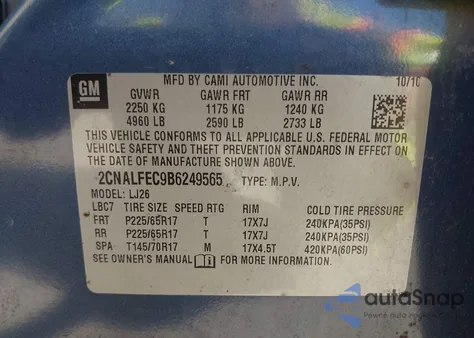 MFD BY CAMI AUTOMOTIVE INC. 10/10
GM
GVWR GAWR FRT GAWR RR
2250 KG 1175 KG 1240 KG
4960 LB 2590 LB 2733 LB
THIS VEHICLE CONFORMS TO ALL APPLICABLE U.S. FEDERAL MOTOR
VEHICLE SAFETY AND THEFT PREVENTION STANDARDS IN EFFECT ON
THE DATE OF MANUFACTURE SHOWN ABOVE.
2CNALFEC9B6249565 TYPE: M.P.V.
MODEL: LJ26
LBC7 TIRE SIZE SPEED RTG RIM COLD TIRE PRESSURE
FRT P225/65R17 T 17X7J 240KPA(35PSI)
RR P225/65R17 T 17X7J 240KPA(35PSI)
SPA T145/70R17 M 17X4.5T 420KPA(60PSI)
SEE OWNER'S MANUAL FOR MORE INFORMATION.
autoSnap